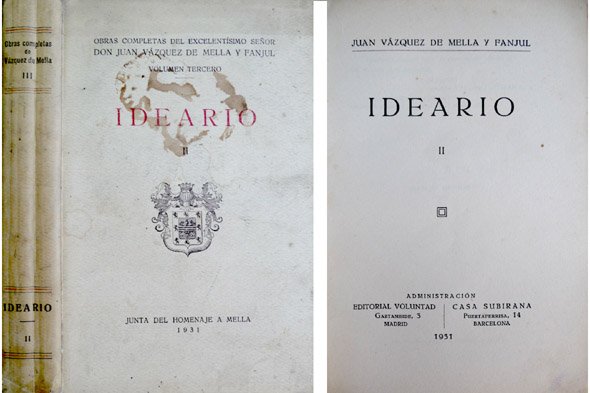 Obras completas
de
Vázquez de Mella
III
IDEARIO
II
OBRAS COMPLETAS DEL EXCELENTÍSIMO SEÑOR
DON JUAN VÁZQUEZ DE MELLA Y FANJUL
VOLUMEN TERCERO
IDEARIO
II
JUNTA DEL HOMENAJE A MELLA
1931
JUAN VÁZQUEZ DE MELLA Y FANJUL
IDEARIO
II
ADMINISTRACIÓN
EDITORIAL VOLUNTAD
Gaztambide, 3
MADRID
CASA SUBIRANA
Puertaferrisa, 14
BARCELONA
1931